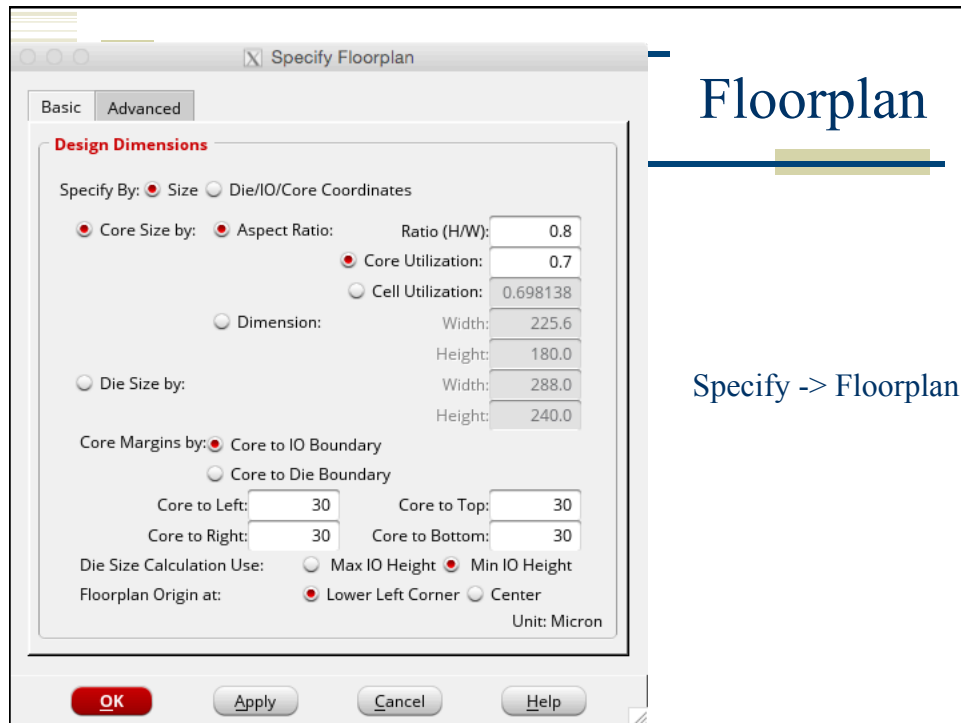 Specify Floorplan
Floorplan
Basic Advanced
Design Dimensions
Specify By: Size Die/IO/Core Coordinates
Core Size by: Aspect Ratio: Ratio (H/W): 0.8
Core Utilization: 0.7
Cell Utilization: 0.698138
Dimension: Width: 225.6
Height: 180.0
Die Size by: Width: 288.0
Height: 240.0
Specify -> Floorplan
Core Margins by: Core to IO Boundary
Core to Die Boundary
Core to Left: 30 Core to Top: 30
Core to Right: 30 Core to Bottom: 30
Die Size Calculation Use: Max IO Height Min IO Height
Floorplan Origin at: Lower Left Corner Center
Unit: Micron
OK Apply Cancel Help